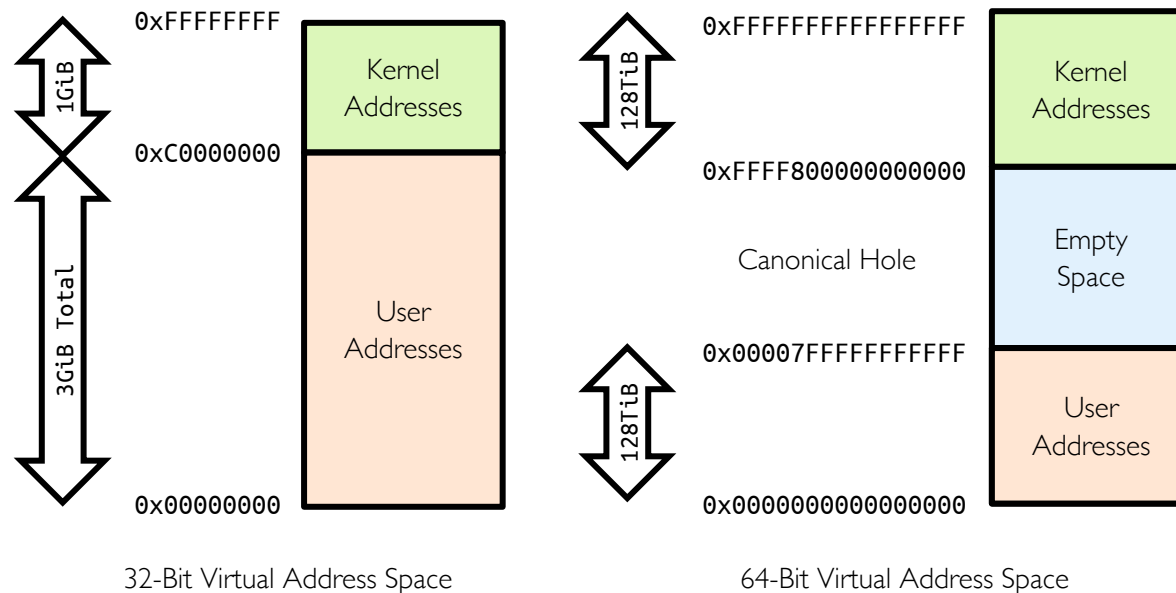 0xFFFFFFFF
1GiB
Kernel
Addresses
0xC0000000
3GiB Total
User
Addresses
0x00000000
32-Bit Virtual Address Space
0xFFFFFFFFFFFFFFFF
128TiB
Kernel
Addresses
0xFFFF800000000000
Canonical Hole
Empty
Space
0x00007FFFFFFFFFFF
128TiB
User
Addresses
0x0000000000000000
64-Bit Virtual Address Space